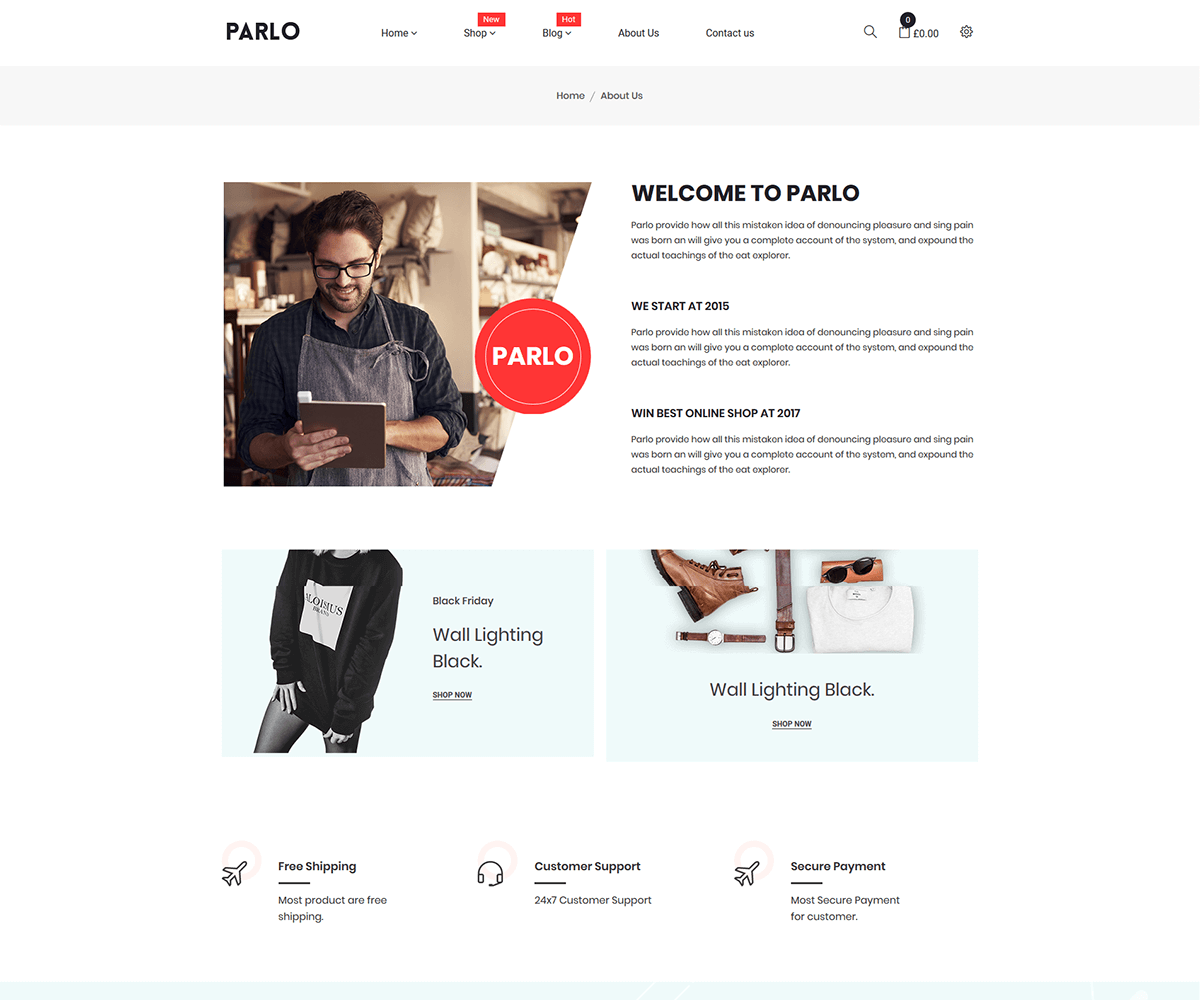 PARLO
Home
New
Shop
Hot
Blog
About Us
Contact us
0
£0.00
Home / About Us
PARLO
WELCOME TO PARLO
Parlo provide how all this mistaken idea of denouncing pleasure and sing pain
was born an will give you a complete account of the system, and expound the
actual teachings of the eat explorer.
WE START AT 2015
Parlo provide how all this mistaken idea of denouncing pleasure and sing pain
was born an will give you a complete account of the system, and expound the
actual teachings of the eat explorer.
WIN BEST ONLINE SHOP AT 2017
Parlo provide how all this mistaken idea of denouncing pleasure and sing pain
was born an will give you a complete account of the system, and expound the
actual teachings of the eat explorer.
ALOISIUS
BRAND
Black Friday
Wall Lighting
Black.
SHOP NOW
Wall Lighting Black.
SHOP NOW
Free Shipping
Most product are free
shipping.
Customer Support
24x7 Customer Support
Secure Payment
Most Secure Payment
for customer.